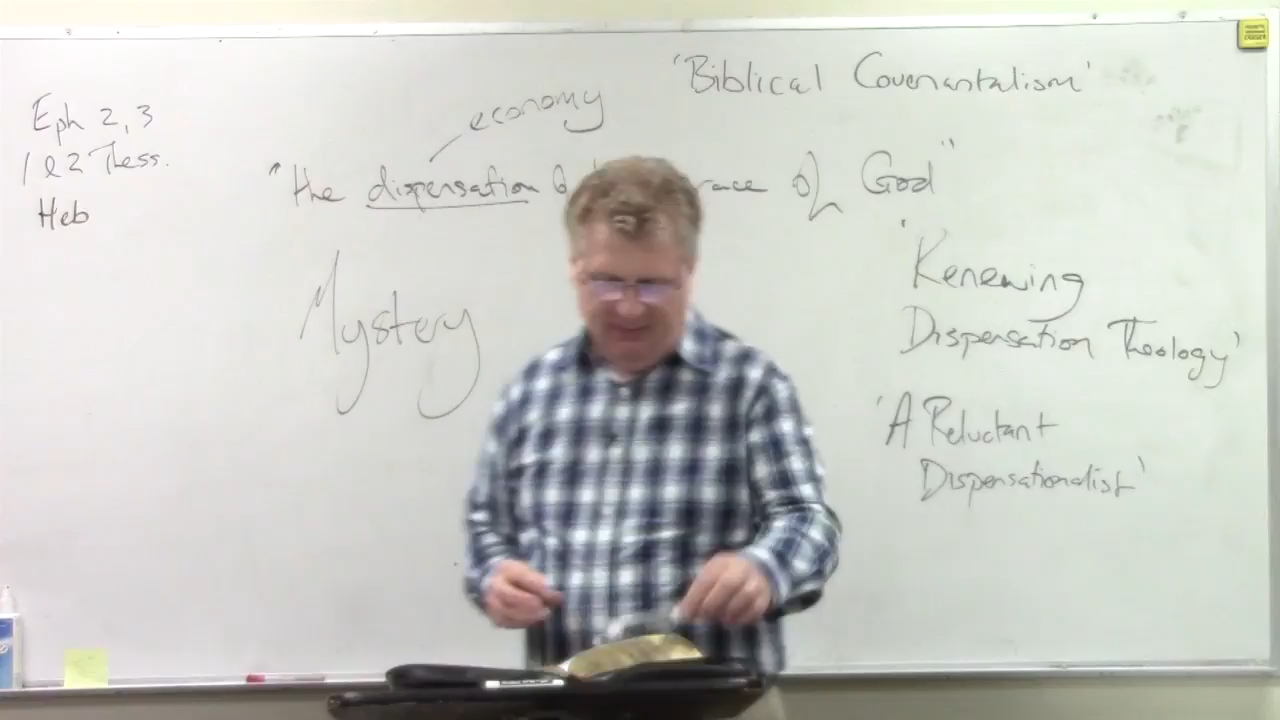 'Biblical Covenantalism'
economy
Eph 2, 3
1 & 2 Thess.
Heb
"the dispensation of God"
Mystery
'Renewing
Dispensation Theology'
'A Reluctant
Dispensationalist'